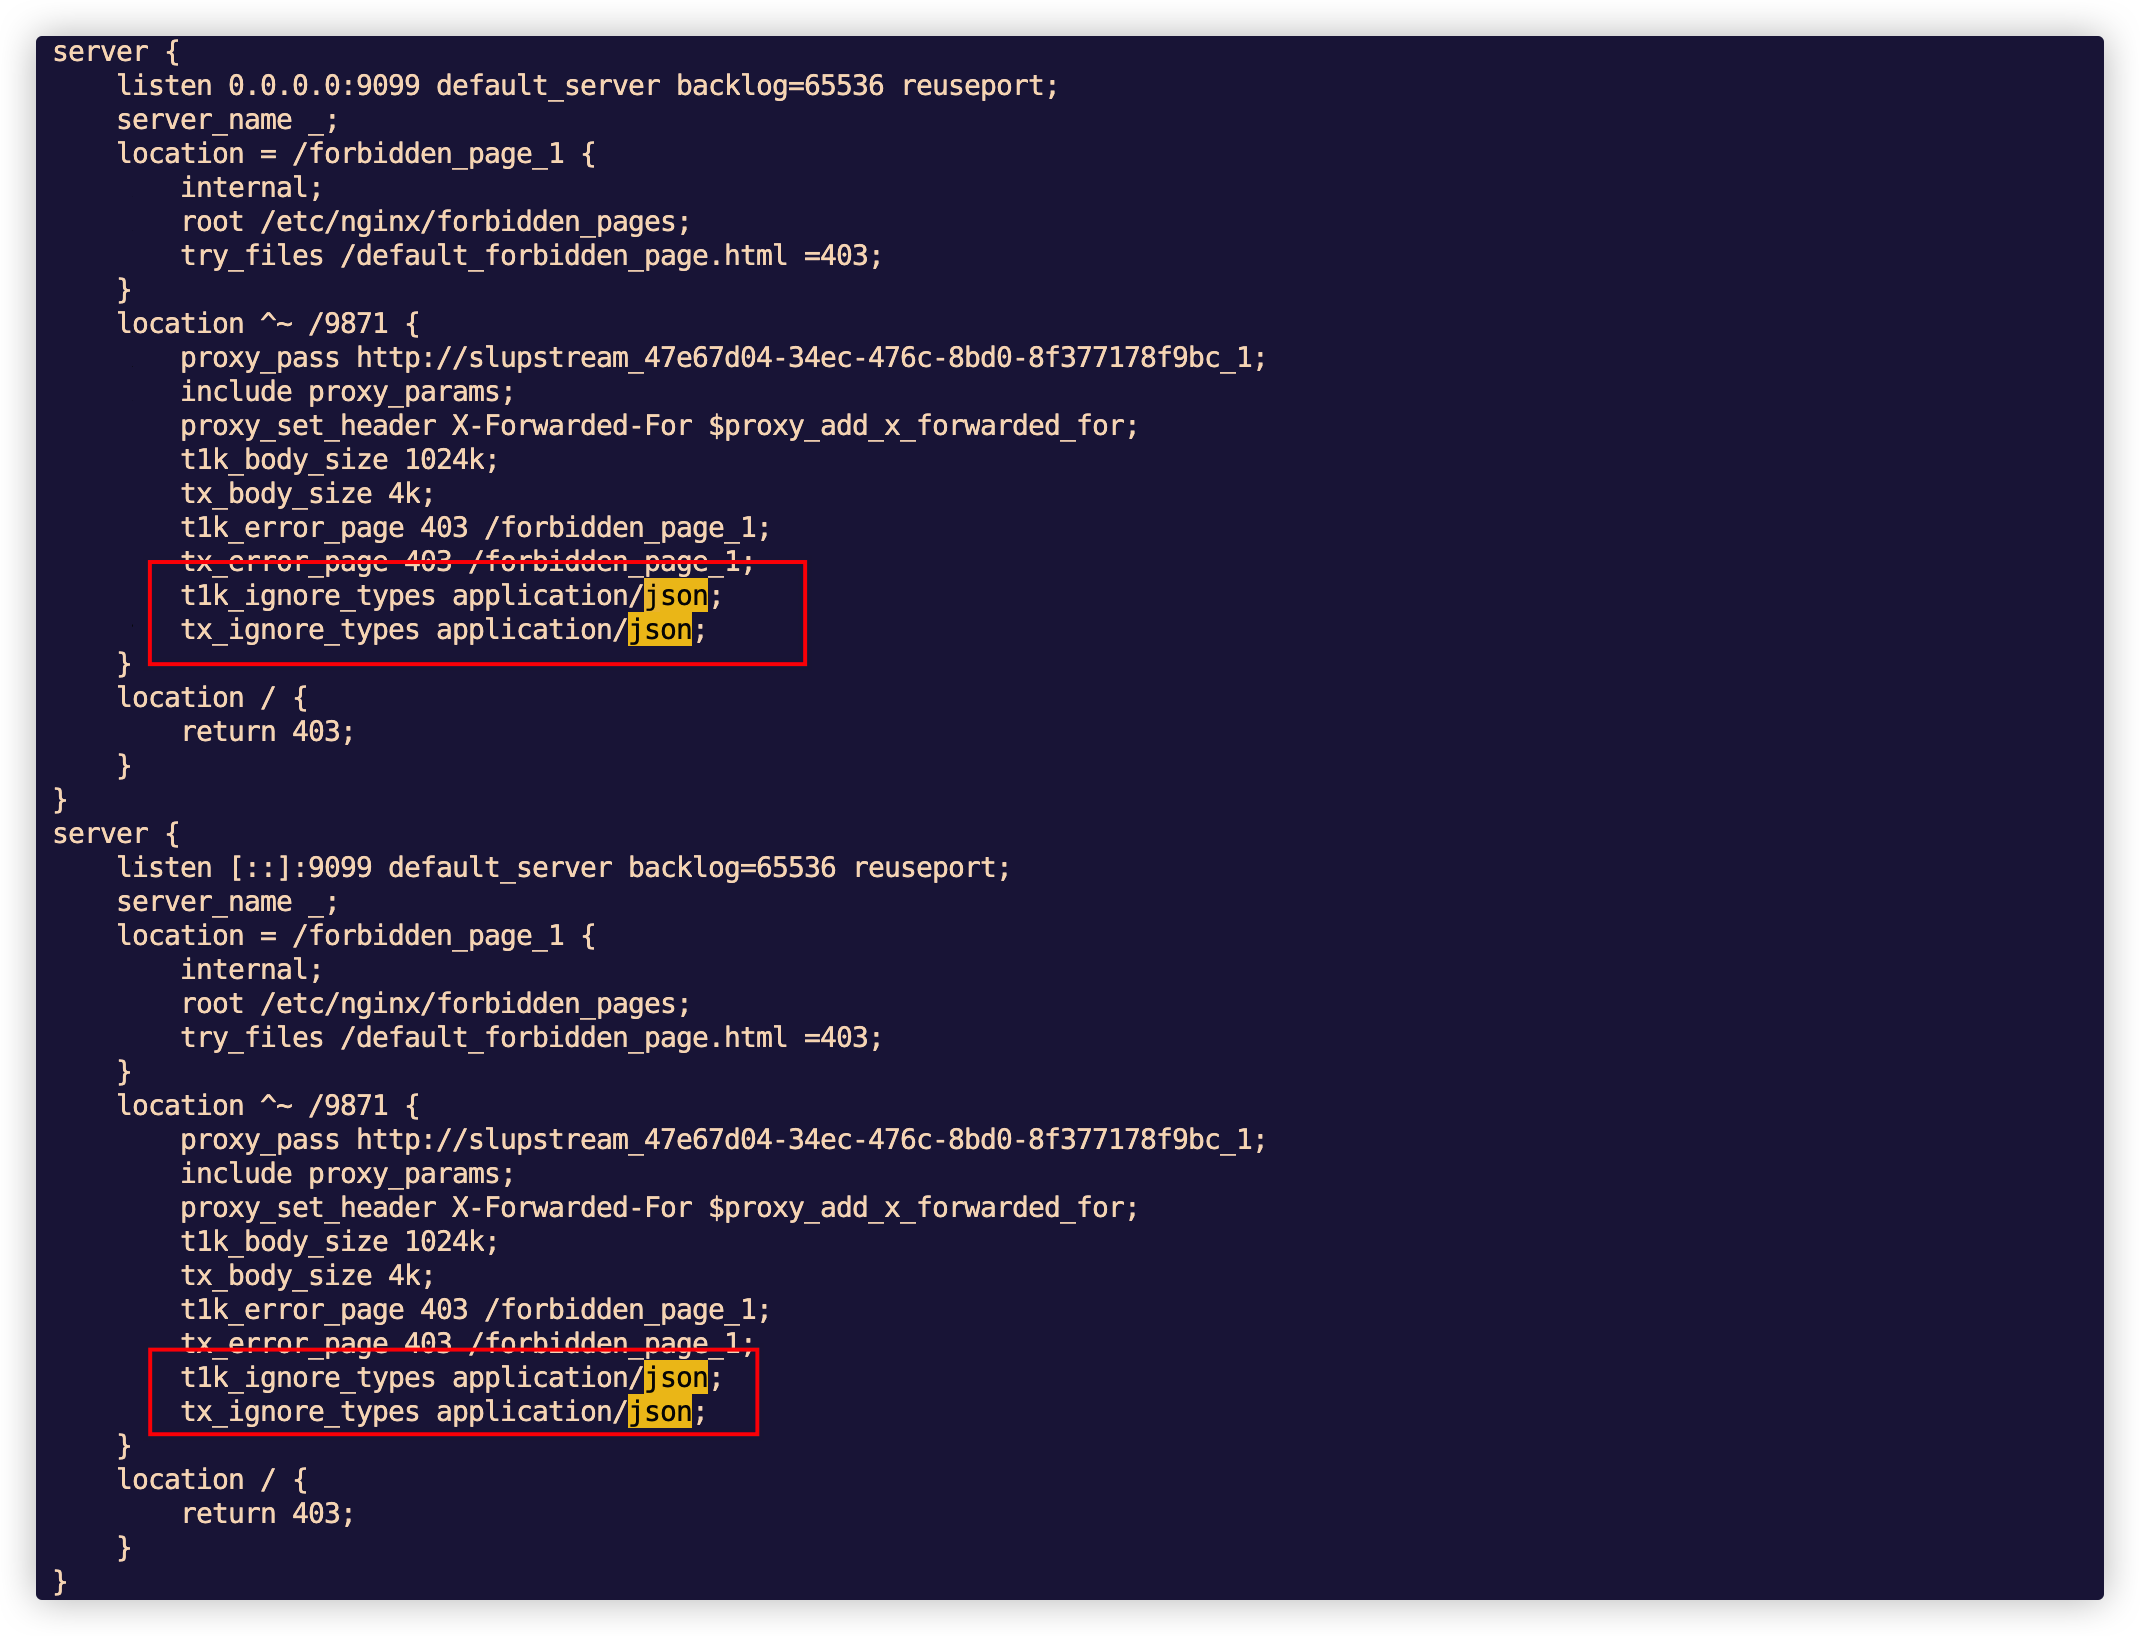 server {
    listen 0.0.0.0:9099 default_server backlog=65536 reuseport;
    server_name _;
    location = /forbidden_page_1 {
        internal;
        root /etc/nginx/forbidden_pages;
        try_files /default_forbidden_page.html =403;
    }
    location ^~ /9871 {
        proxy_pass http://slupstream_47e67d04-34ec-476c-8bd0-8f377178f9bc_1;
        include proxy_params;
        proxy_set_header X-Forwarded-For $proxy_add_x_forwarded_for;
        t1k_body_size 1024k;
        tx_body_size 4k;
        t1k_error_page 403 /forbidden_page_1;
        tx_error_page 403 /forbidden_page_1;
        t1k_ignore_types application/json;
        tx_ignore_types application/json;
    }
    location / {
        return 403;
    }
}
server {
    listen [::]:9099 default_server backlog=65536 reuseport;
    server_name _;
    location = /forbidden_page_1 {
        internal;
        root /etc/nginx/forbidden_pages;
        try_files /default_forbidden_page.html =403;
    }
    location ^~ /9871 {
        proxy_pass http://slupstream_47e67d04-34ec-476c-8bd0-8f377178f9bc_1;
        include proxy_params;
        proxy_set_header X-Forwarded-For $proxy_add_x_forwarded_for;
        t1k_body_size 1024k;
        tx_body_size 4k;
        t1k_error_page 403 /forbidden_page_1;
        tx_error_page 403 /forbidden_page_1;
        t1k_ignore_types application/json;
        tx_ignore_types application/json;
    }
    location / {
        return 403;
    }
}